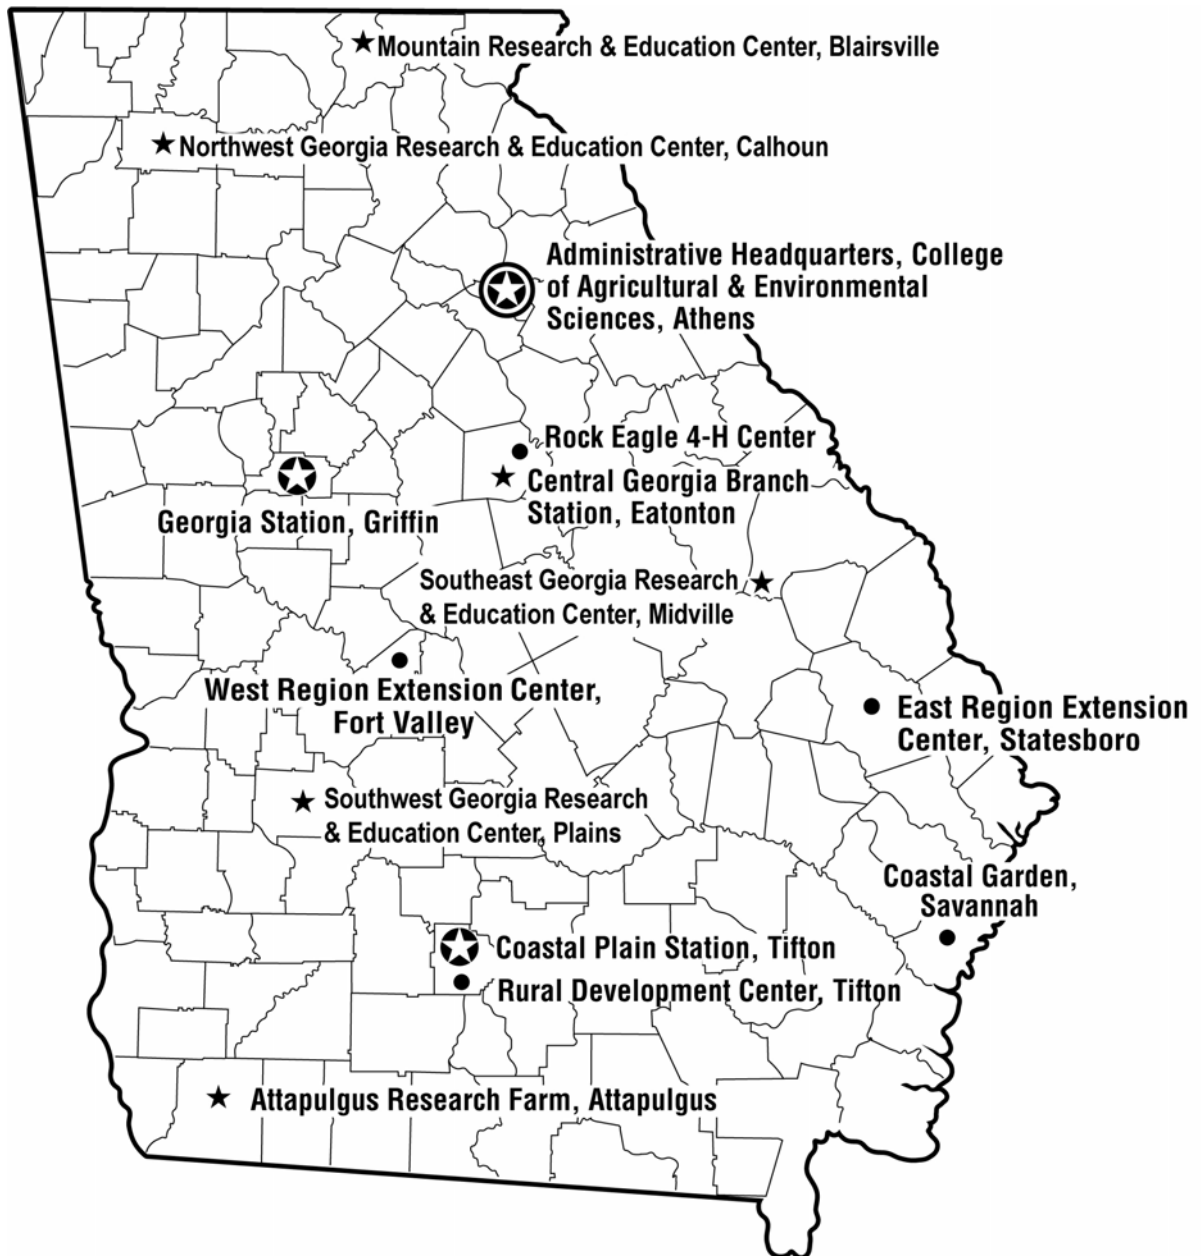 Mountain Research & Education Center, Blairsville
Northwest Georgia Research & Education Center, Calhoun
Administrative Headquarters, College
of Agricultural & Environmental
Sciences, Athens
Rock Eagle 4-H Center
Central Georgia Branch
Station, Eatonton
Georgia Station, Griffin
Southeast Georgia Research
& Education Center, Midville
West Region Extension Center,
Fort Valley
East Region Extension
Center, Statesboro
Southwest Georgia Research
& Education Center, Plains
Coastal Garden,
Savannah
Coastal Plain Station, Tifton
Rural Development Center, Tifton
Attapulgus Research Farm, Attapulgus